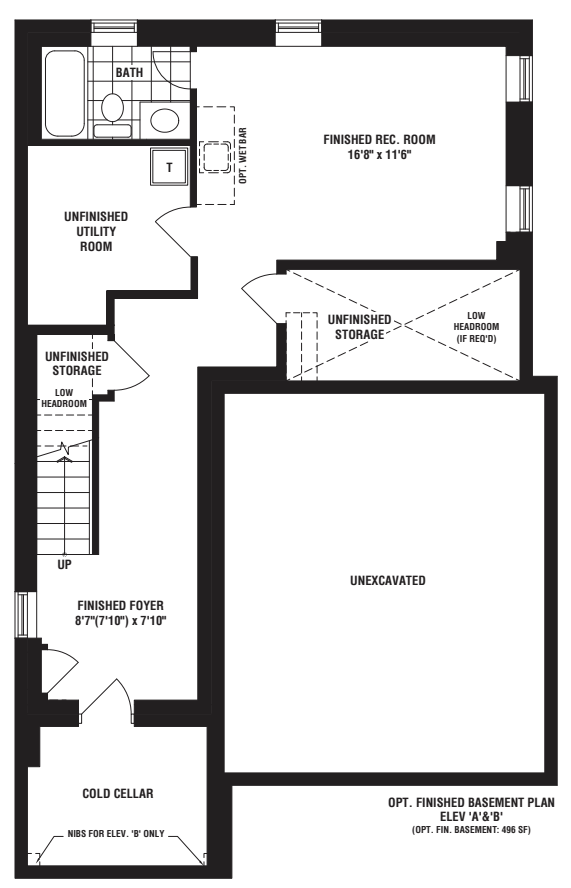 BATH
FINISHED REC. ROOM
16'8" x 11'6"
OPT. WET BAR
T
UNFINISHED
UTILITY
ROOM
UNFINISHED
STORAGE
LOW
HEADROOM
(IF REQ'D)
UNFINISHED
STORAGE
LOW
HEADROOM
UP
UNEXCAVATED
FINISHED FOYER
8'7"(7'10") x 7'10"
COLD CELLAR
NIBS FOR ELEV. 'B' ONLY
OPT. FINISHED BASEMENT PLAN
ELEV 'A'&'B'
(OPT. FIN. BASEMENT: 496 SF)